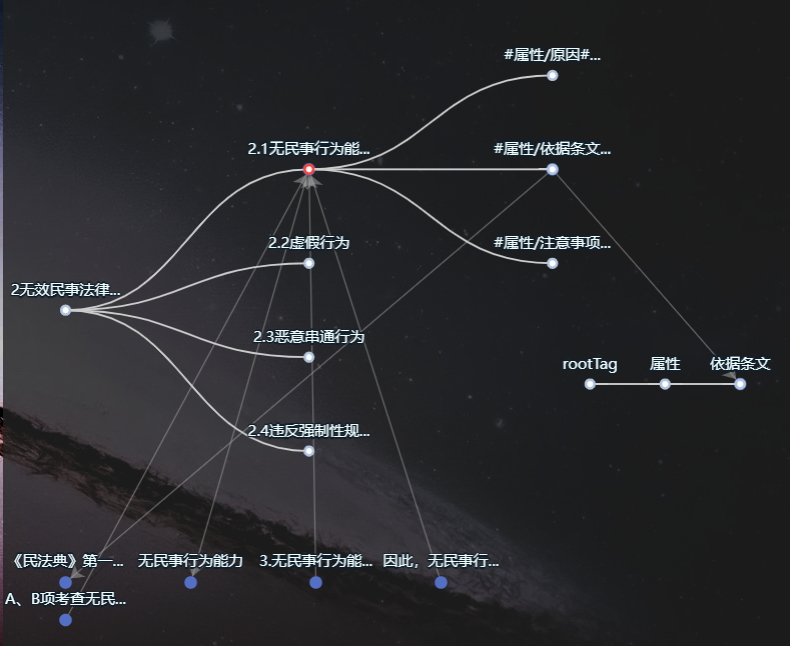 #属性/原因#...
2.1无民事行为能...
#属性/依据条文...
2.2虚假行为
#属性/注意事项...
2无效民事法律...
2.3恶意串通行为
rootTag
属性
依据条文
2.4违反强制性规...
《民法典》第一...
无民事行为能力
3.无民事行为能...
因此，无民事行...
A、B项考查无民...